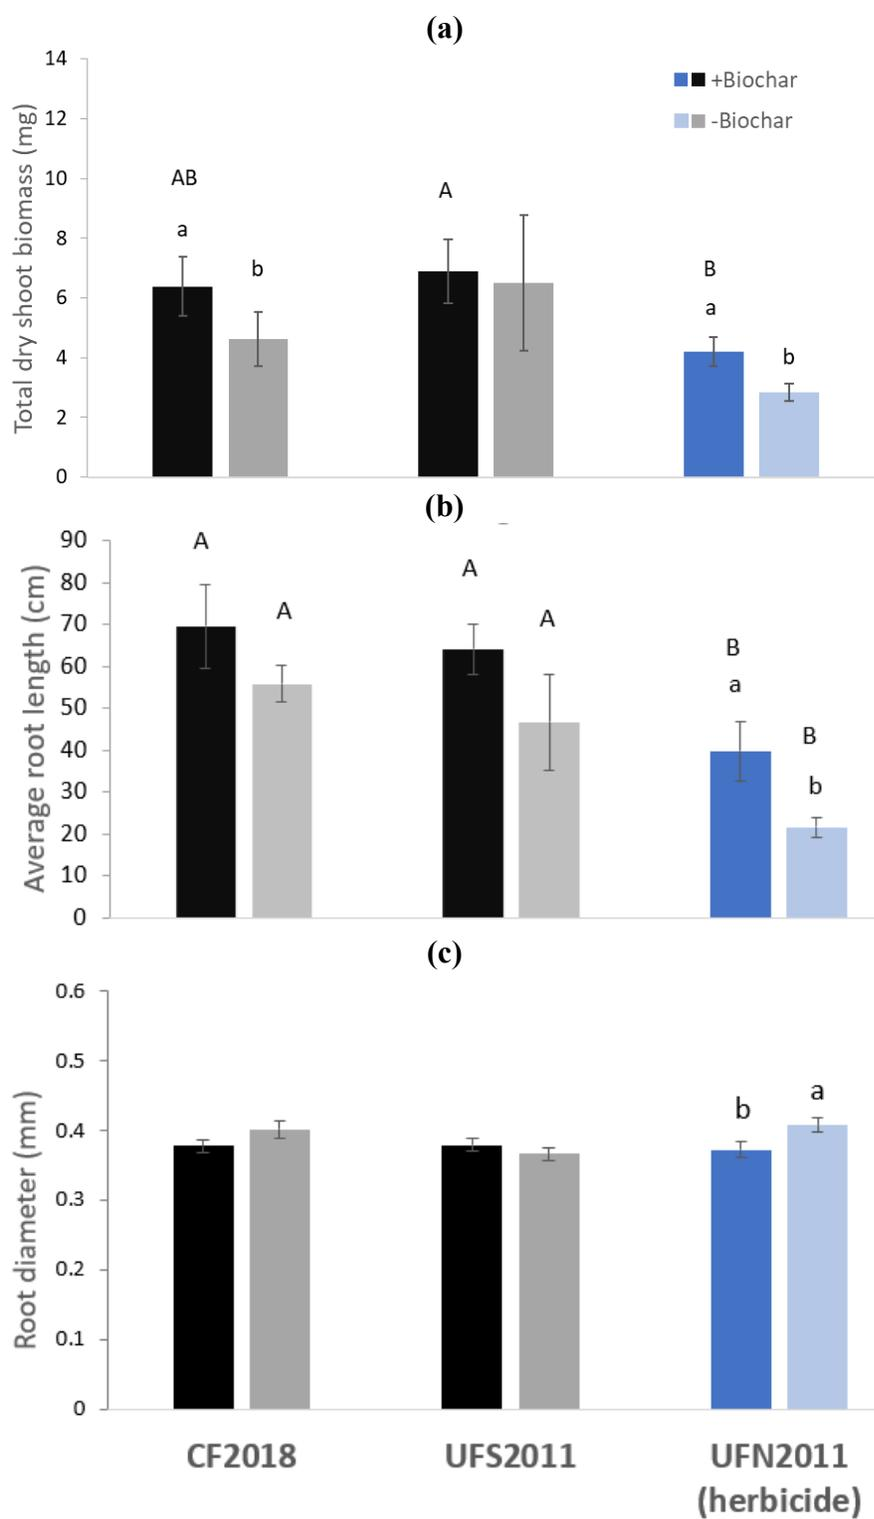 (a)
Total dry shoot biomass (mg)
14
12
10
8
6
4
2
0
+Biochar
-Biochar
AB
a
b
A
B
a
b
(b)
Average root length (cm)
90
80
70
60
50
40
30
20
10
0
A
A
A
A
B
a
B
b
(c)
Root diameter (mm)
0.6
0.5
0.4
0.3
0.2
0.1
0
b
a
CF2018
UFS2011
UFN2011
(herbicide)